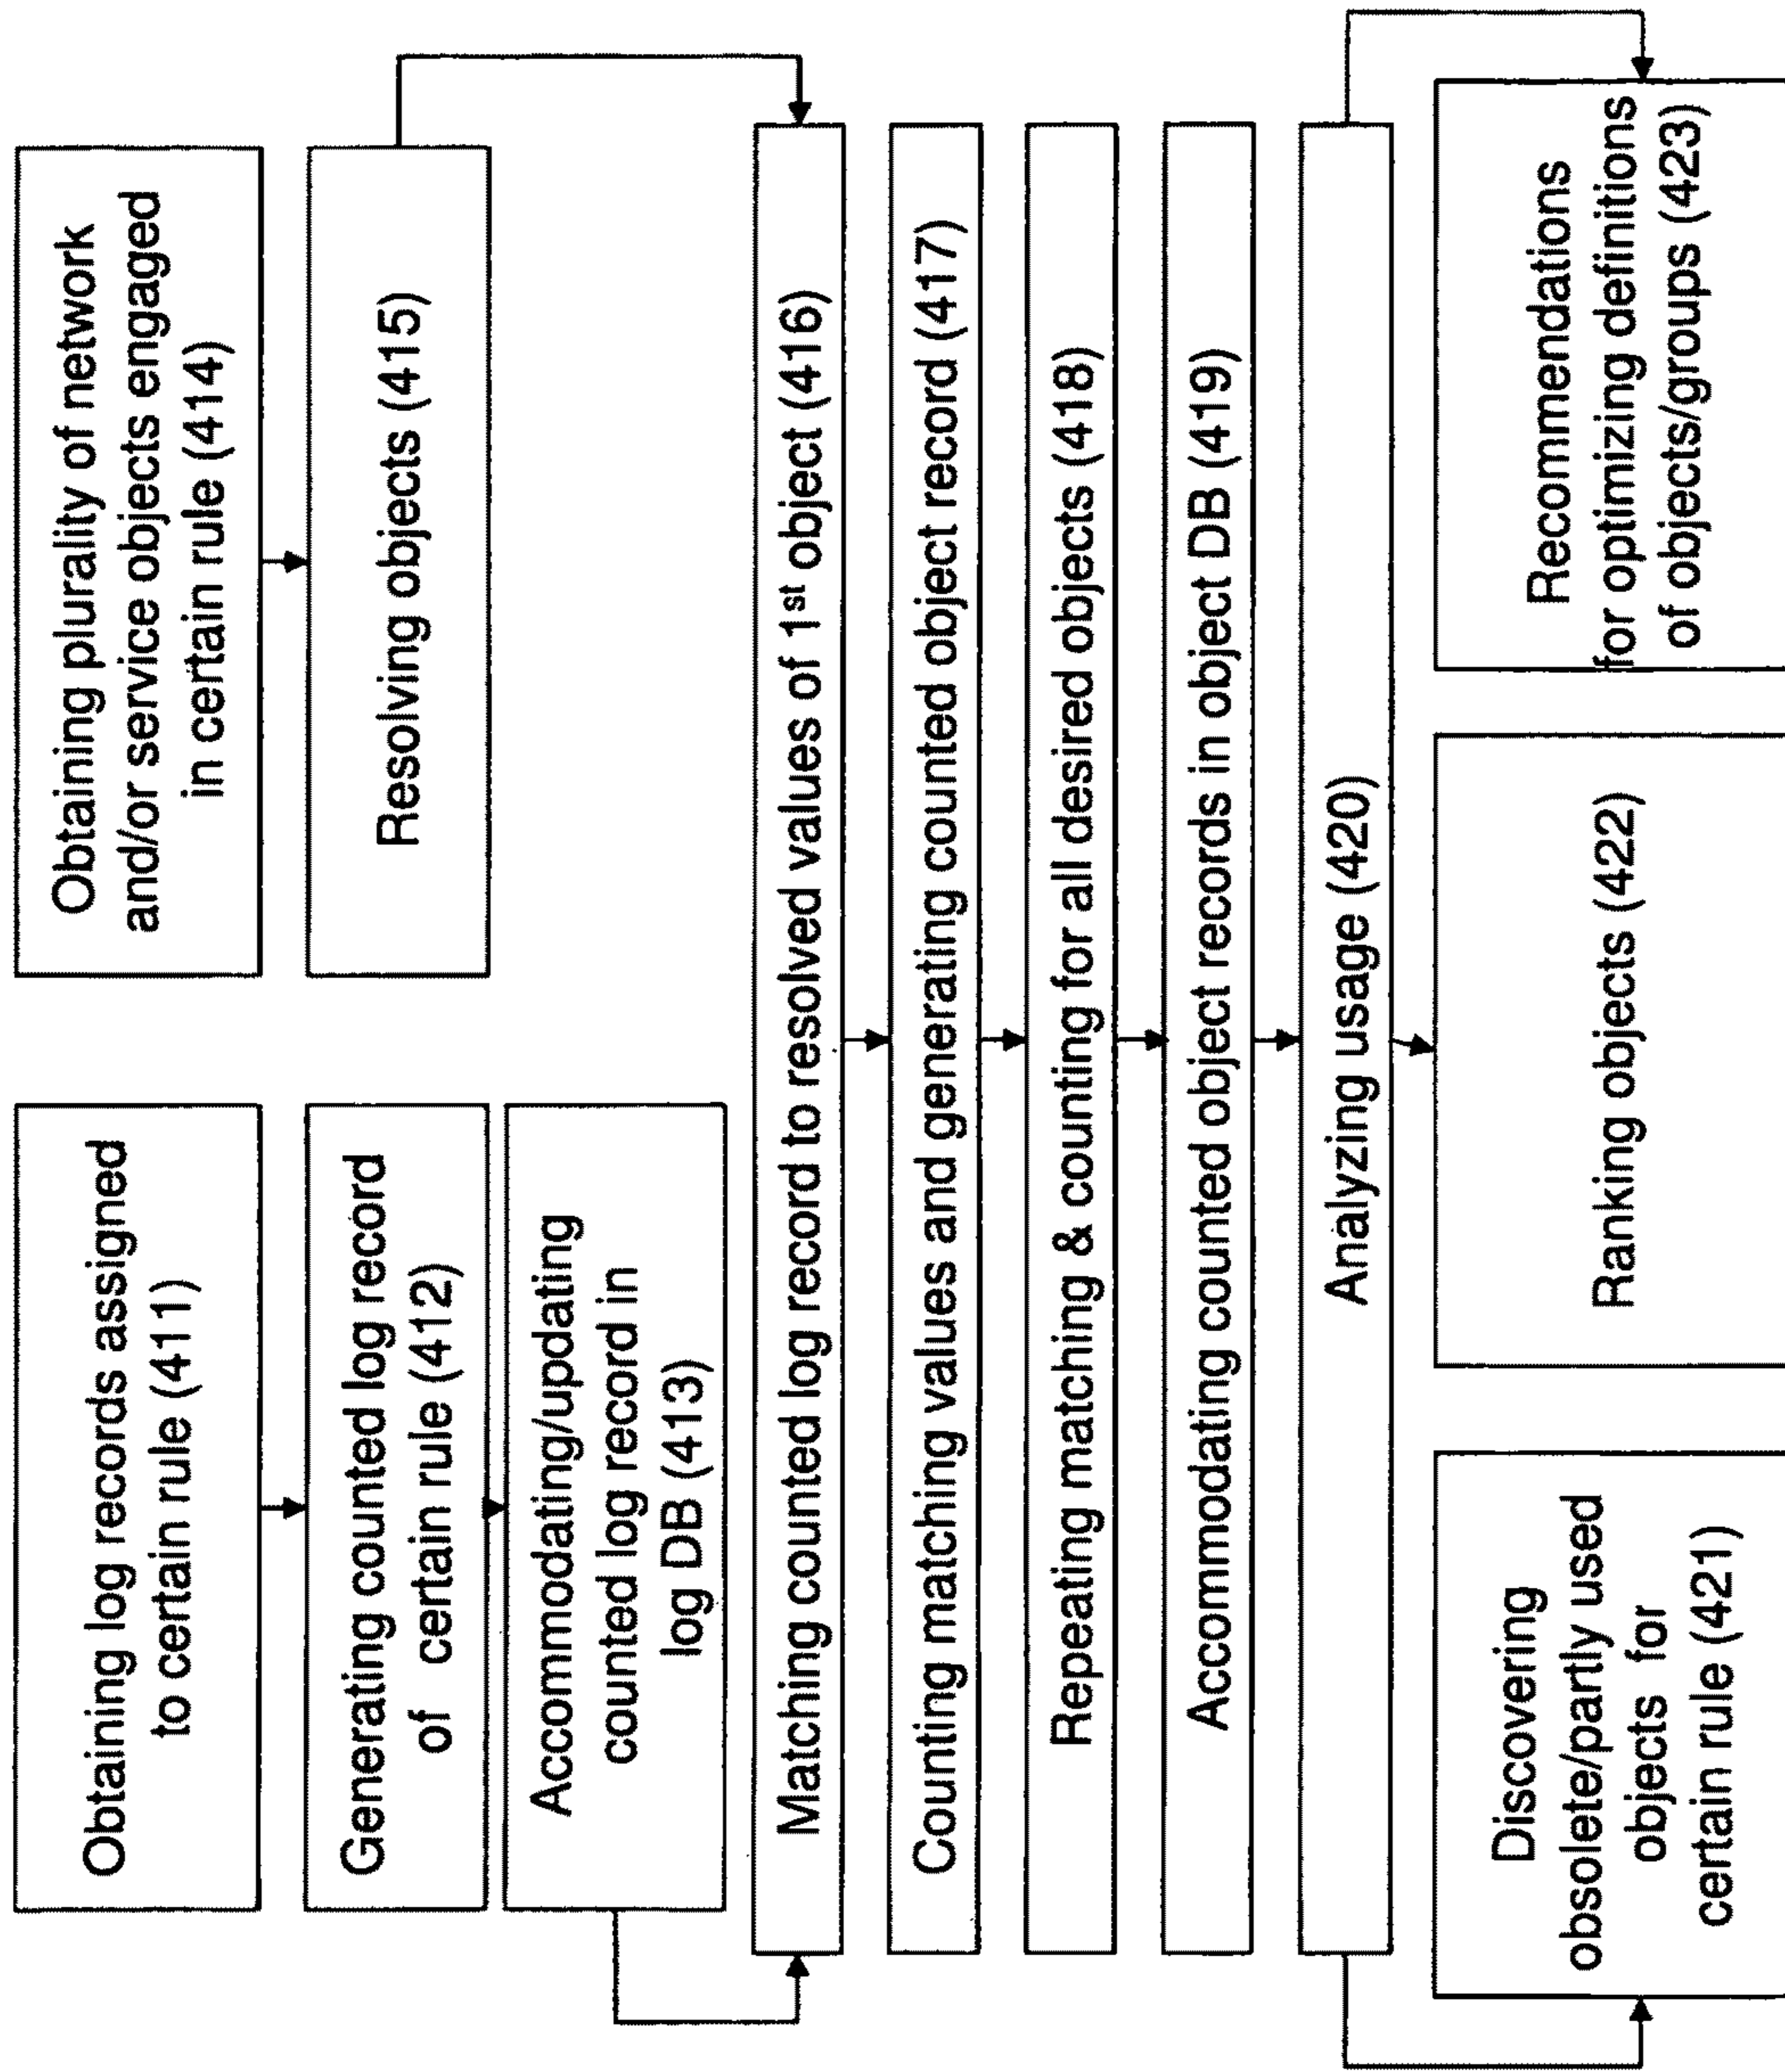 Obtaining log records assigned
to certain rule (411)
Generating counted log record
of certain rule (412)
Accommodating/updating
counted log record in
log DB (413)
Obtaining plurality of network
and/or service objects engaged
in certain rule (414)
Resolving objects (415)
Matching counted log record to resolved values of 1st object (416)
Counting matching values and generating counted object record (417)
Repeating matching & counting for all desired objects (418)
Accommodating counted object records in object DB (419)
Analyzing usage (420)
Discovering
obsolete/partly used
objects for
certain rule (421)
Ranking objects (422)
Recommendations
for optimizing definitions
of objects/groups (423)